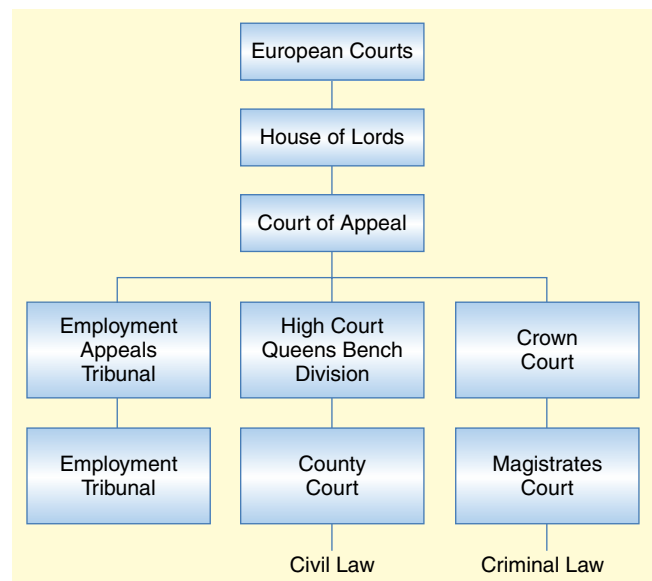 European Courts
House of Lords
Court of Appeal
Employment
Appeals
Tribunal
High Court
Queens Bench
Division
Crown
Court
Employment
Tribunal
County
Court
Magistrates
Court
Civil Law
Criminal Law